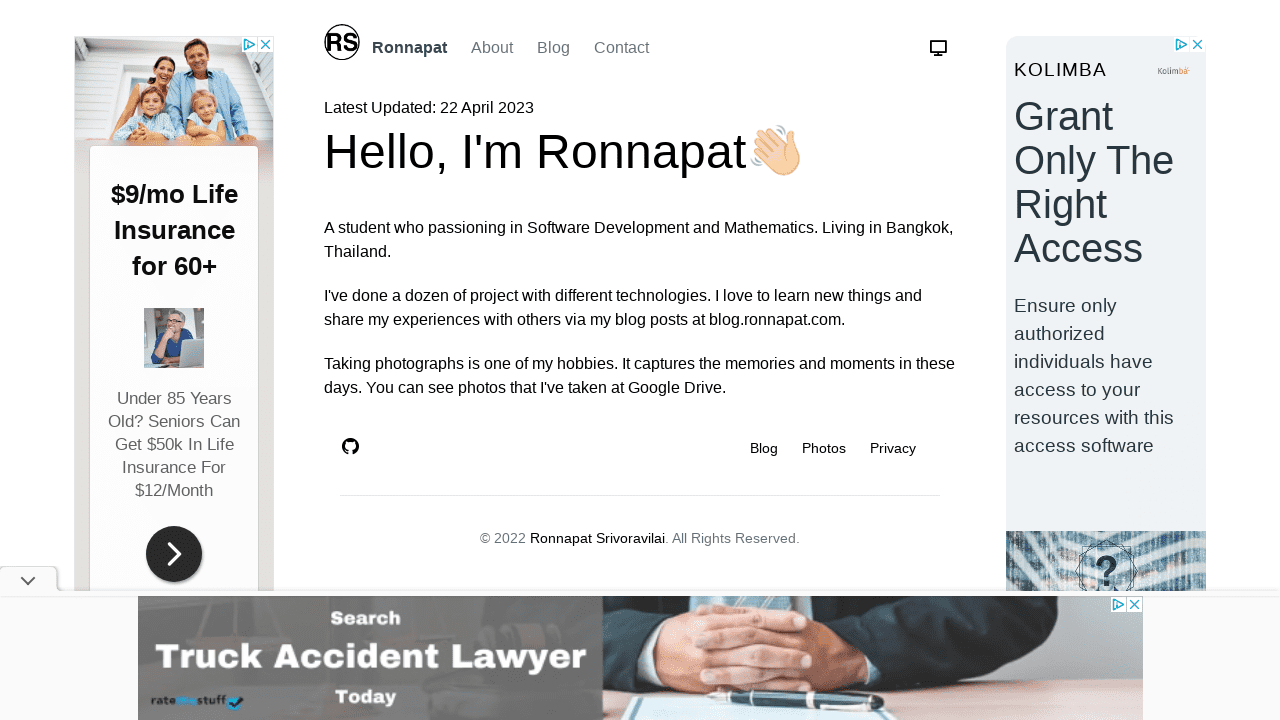 RS
Ronnapat About Blog Contact
Latest Updated: 22 April 2023
Hello, I'm Ronnapat👋🏻
A student who passioning in Software Development and Mathematics. Living in Bangkok,
Thailand.
I've done a dozen of project with different technologies. I love to learn new things and
share my experiences with others via my blog posts at blog.ronnapat.com.
Taking photographs is one of my hobbies. It captures the memories and moments in these
days. You can see photos that I've taken at Google Drive.
Blog Photos Privacy
© 2022 Ronnapat Srivoravilai. All Rights Reserved.
$9/mo Life
Insurance
for 60+
Under 85 Years
Old? Seniors Can
Get $50k In Life
Insurance For
$12/Month
KOLIMBA
Kolimbá
Grant
Only The
Right
Access
Ensure only
authorized
individuals have
access to your
resources with this
access software
?
Search
Truck Accident Lawyer
Today
ratemystuff